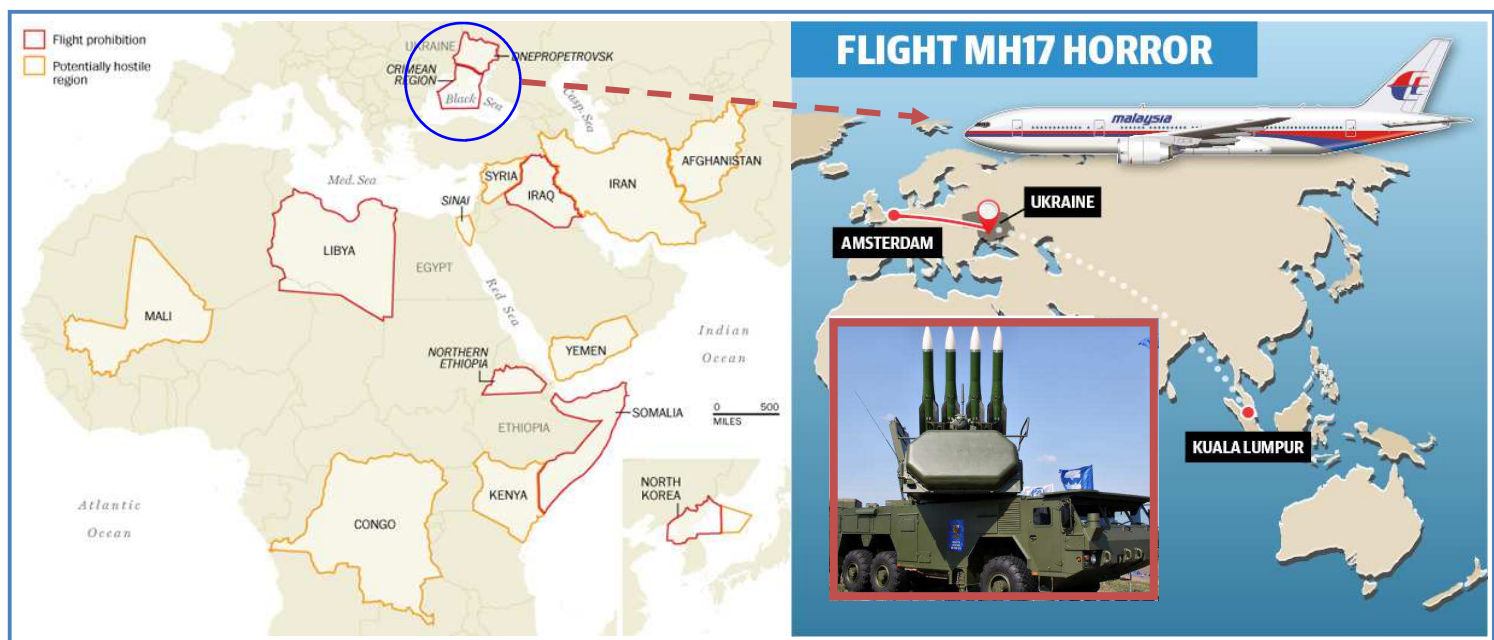 Flight prohibition
Potentially hostile
region
UKRAINE
DNEPROPETROVSK
CRIMEAN
REGION
Black Sea
Casp. Sea
Med. Sea
SYRIA
IRAQ
IRAN
AFGHANISTAN
SINAI
LIBYA
EGYPT
Red Sea
MALI
YEMEN
Indian
Ocean
NORTHERN
ETHIOPIA
SOMALIA
0 500
MILES
ETHIOPIA
KENYA
NORTH
KOREA
CONGO
Atlantic
Ocean
FLIGHT MH17 HORROR
malaysia
UKRAINE
AMSTERDAM
KUALA LUMPUR